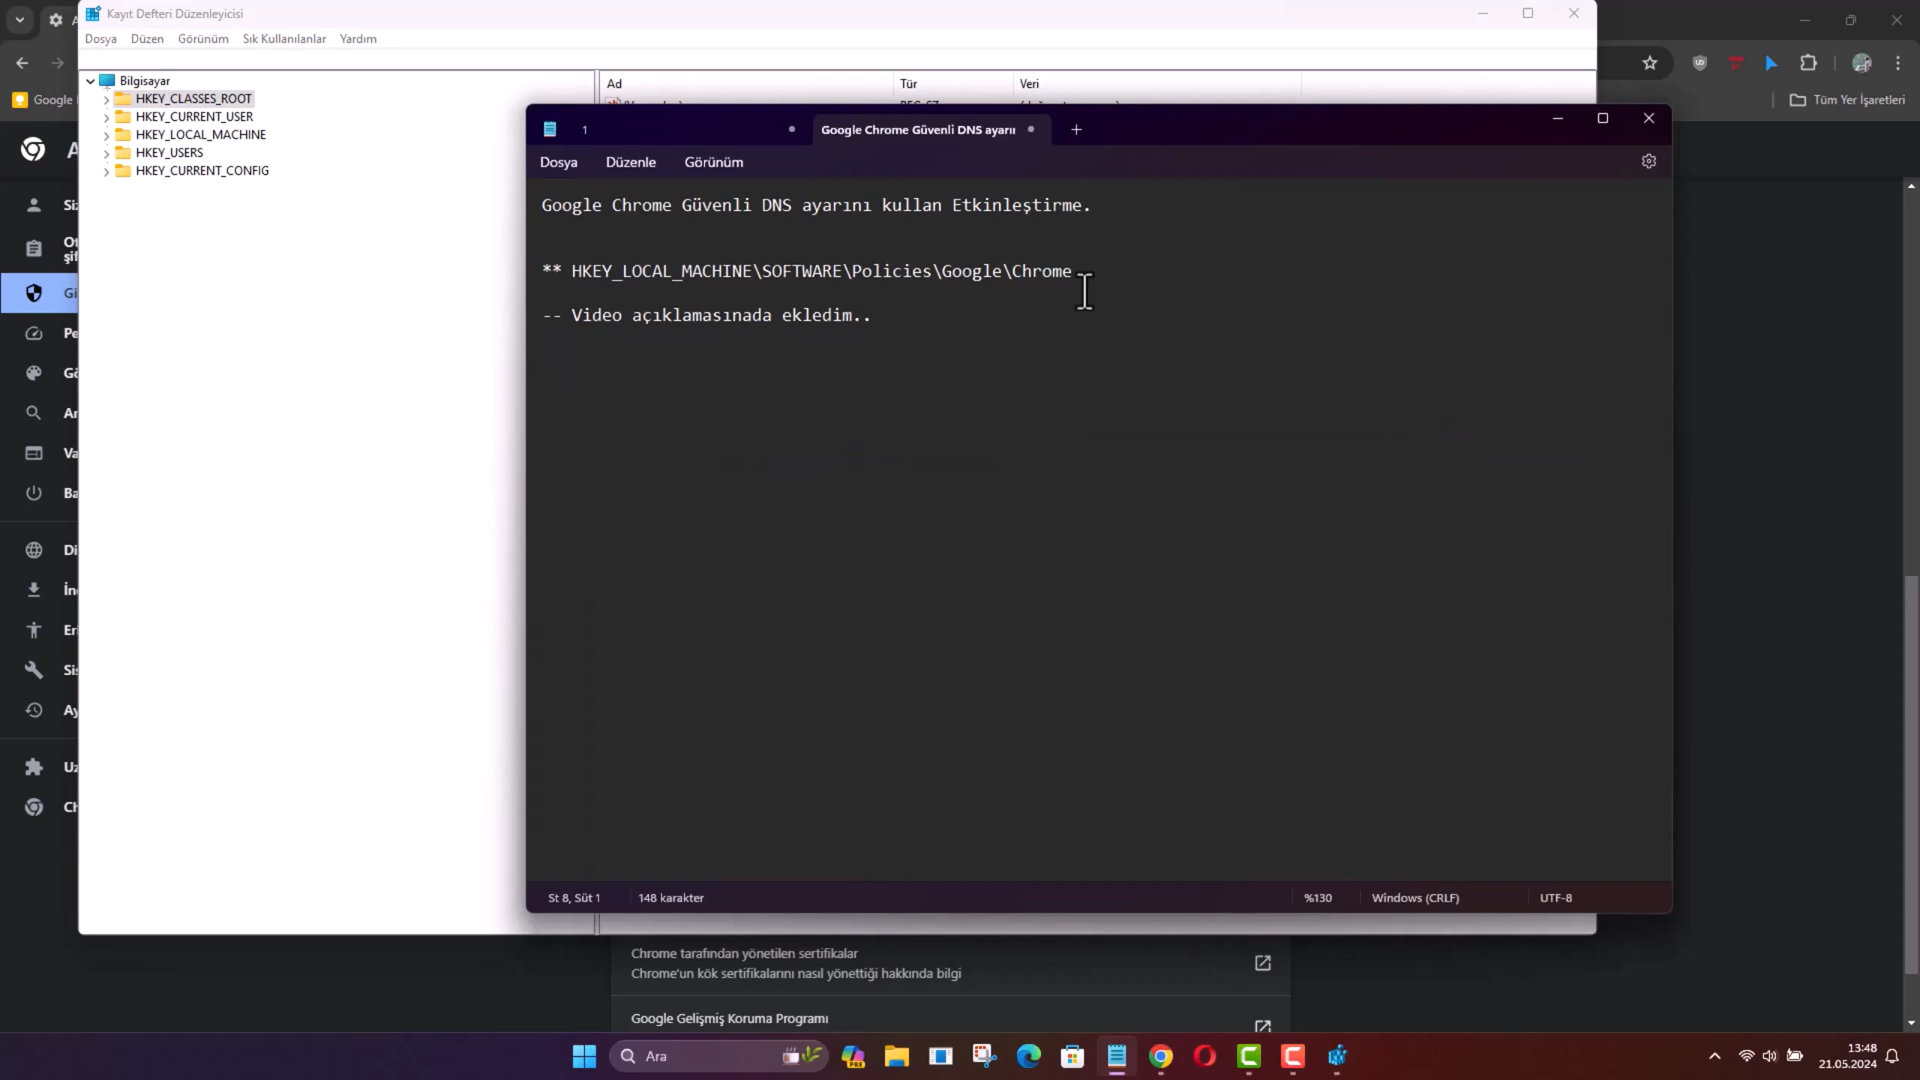 Kayıt Defteri Düzenleyicisi
Dosya Düzen Görünüm Sık Kullanılanlar Yardım
Bilgisayar
HKEY_CLASSES_ROOT
HKEY_CURRENT_USER
HKEY_LOCAL_MACHINE
HKEY_USERS
HKEY_CURRENT_CONFIG
Ad Tür Veri
Google
Tüm Yer İşaretleri
1
Google Chrome Güvenli DNS ayarıı
Dosya Düzenle Görünüm
Google Chrome Güvenli DNS ayarını kullan Etkinleştirme.
** HKEY_LOCAL_MACHINE\SOFTWARE\Policies\Google\Chrome
-- Video açıklamasınada ekledim..
St 8, Süt 1 148 karakter %130 Windows (CRLF) UTF-8
Chrome tarafından yönetilen sertifikalar
Chrome'un kök sertifikalarını nasıl yönettiği hakkında bilgi
Google Gelişmiş Koruma Programı
Ara
PRE
13:48
21.05.2024